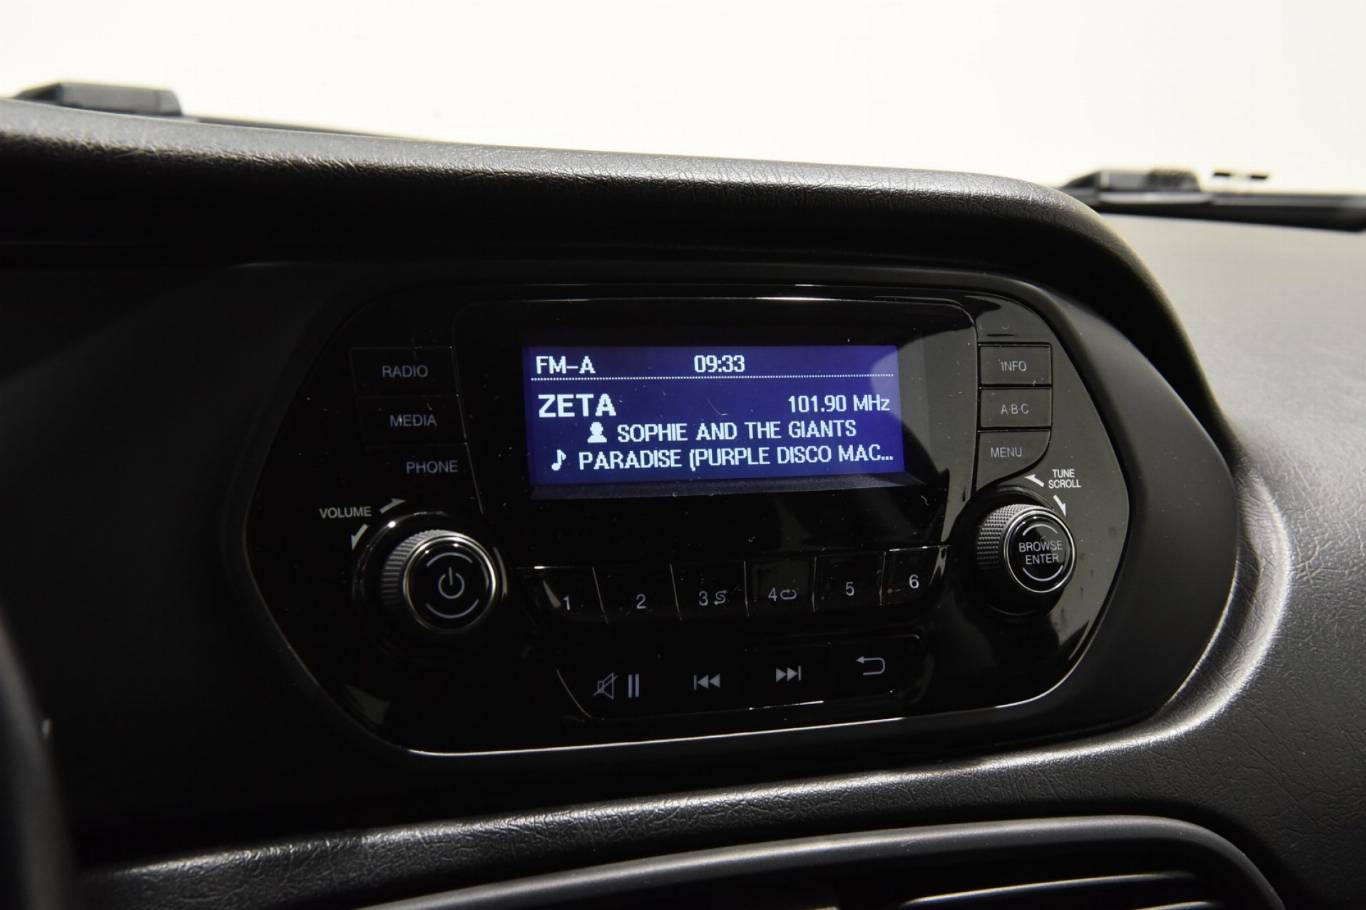 FM-A 09:33
ZETA 101.90 MHz
SOPHIE AND THE GIANTS
PARADISE (PURPLE DISCO MAC...
RADIO
MEDIA
PHONE
VOLUME
INFO
A·B·C
MENU
TUNE
SCROLL
BROWSE
ENTER
1 2 3 4 5 6